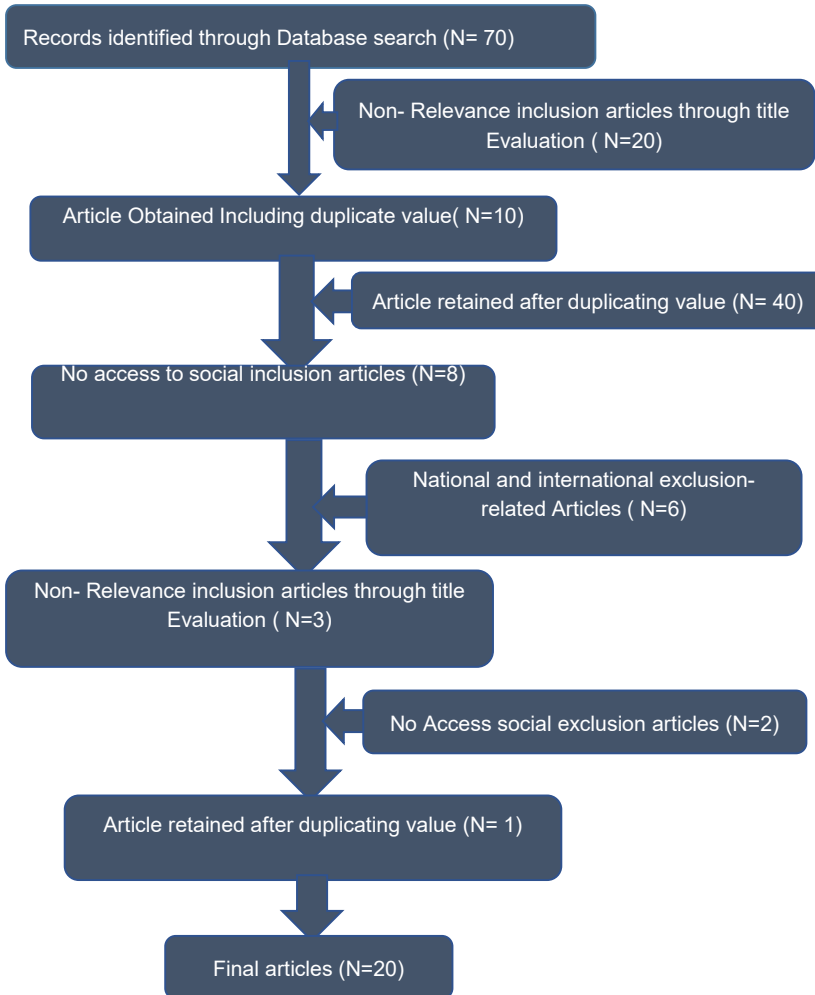 Records identified through Database search (N= 70)
Non- Relevance inclusion articles through title
Evaluation ( N=20)
Article Obtained Including duplicate value( N=10)
Article retained after duplicating value (N= 40)
No access to social inclusion articles (N=8)
National and international exclusion-
related Articles ( N=6)
Non- Relevance inclusion articles through title
Evaluation ( N=3)
No Access social exclusion articles (N=2)
Article retained after duplicating value (N= 1)
Final articles (N=20)